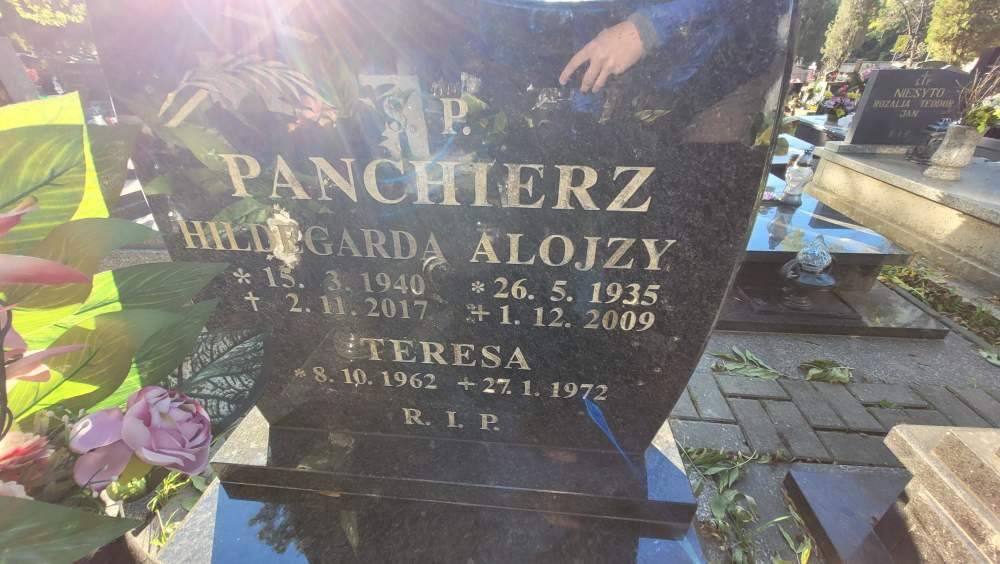 Ś. P.
PANCHIERZ
HILDEGARDA ALOJZY
* 15. 3. 1940 * 26. 5. 1935
+ 2. 11. 2017 + 1. 12. 2009
TERESA
* 8. 10. 1962 + 27. 1. 1972
R. I. P.
NIESYTO
ROZALIA TEODOR
JAN